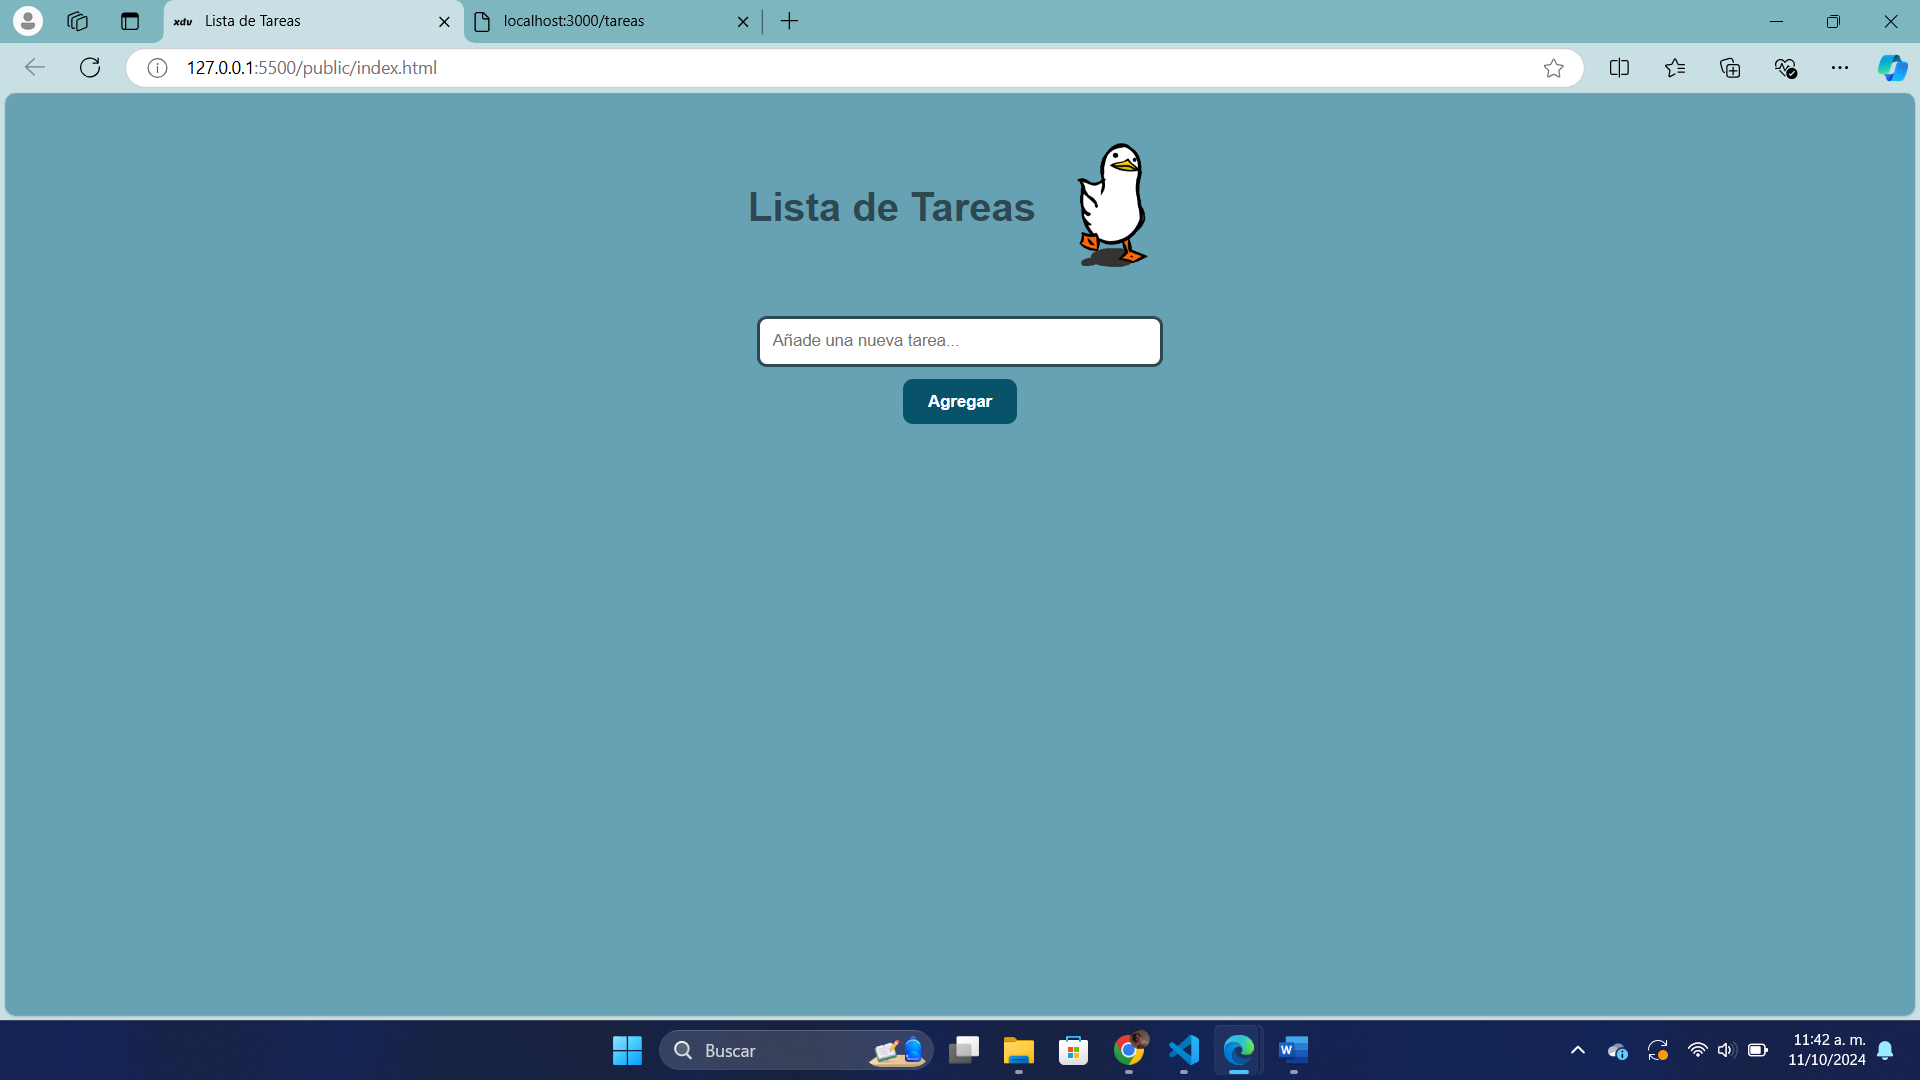 xdv Lista de Tareas
localhost:3000/tareas
127.0.0.1:5500/public/index.html
Lista de Tareas
Añade una nueva tarea...
Agregar
Buscar
W
11:42 a. m.
11/10/2024